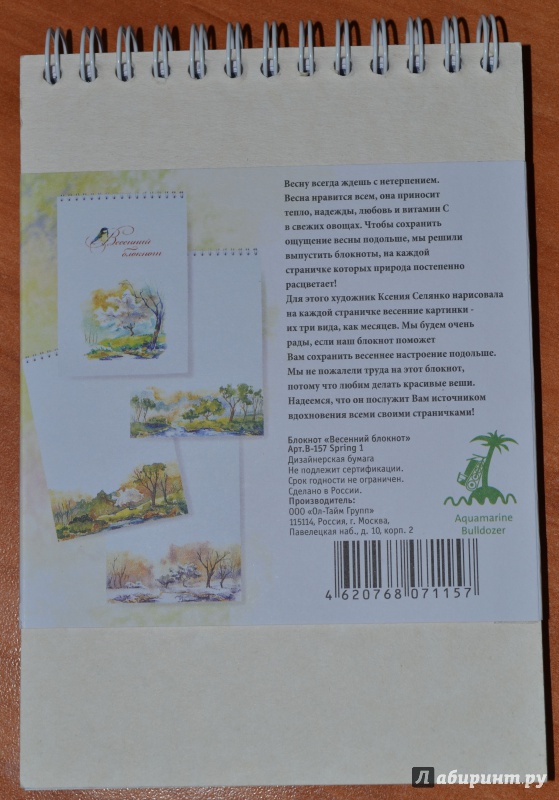 Весенний
блокнот
Весну всегда ждешь с нетерпением.
Весна нравится всем, она приносит
тепло, надежды, любовь и витамин С
в свежих овощах. Чтобы сохранить
ощущение весны подольше, мы решили
выпустить блокноты, на каждой
страничке которых природа постепенно
расцветает!
Для этого художник Ксения Селянко нарисовала
на каждой страничке весенние картинки -
их три вида, как месяцев. Мы будем очень
рады, если наш блокнот поможет
Вам сохранить весеннее настроение подольше.
Мы не пожалели труда на этот блокнот,
потому что любим делать красивые вещи.
Надеемся, что он послужит Вам источником
вдохновения всеми своими страничками!
Блокнот «Весенний блокнот»
Арт.B-157 Spring 1
Дизайнерская бумага
Не подлежит сертификации.
Срок годности не ограничен.
Сделано в России.
Производитель:
ООО «Ол-Тайм Групп»
115114, Россия, г. Москва,
Павелецкая наб., д. 10, корп. 2
Aquamarine
Bulldozer
4 620768 071157
Лабиринт.ру